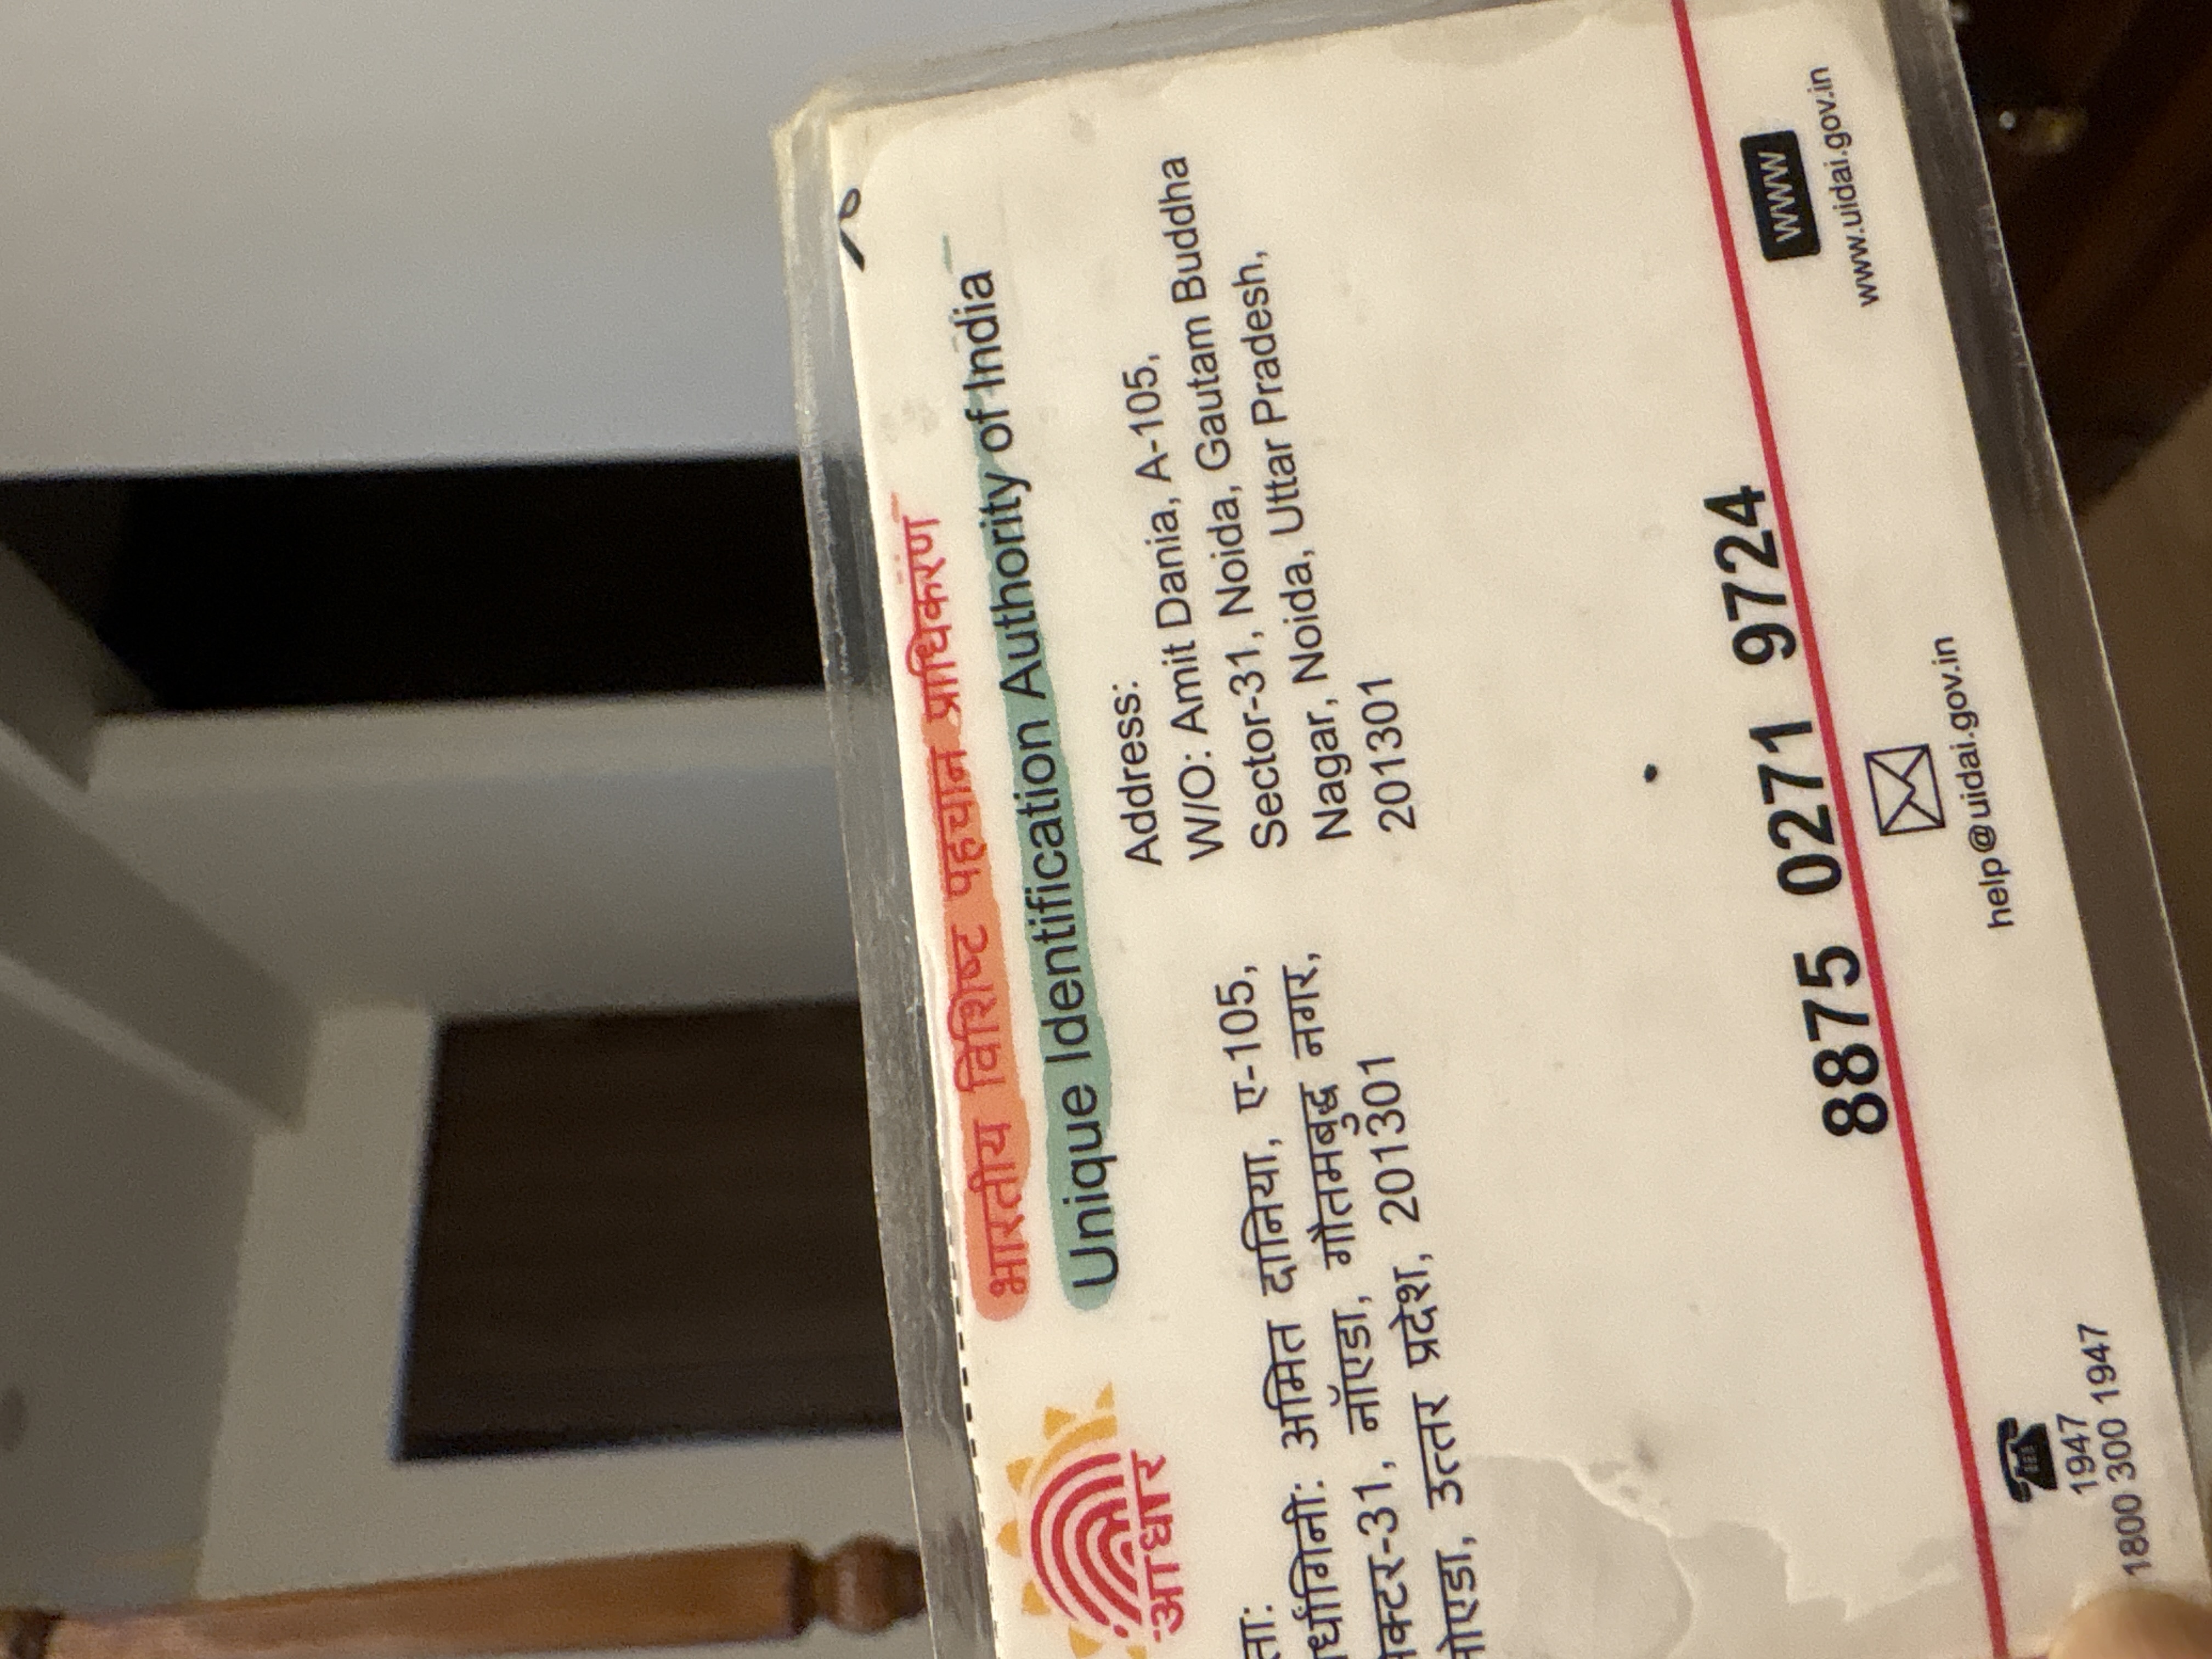 भारतीय विशिष्ट पहचान प्राधिकरण
Unique Identification Authority of India
आधार
Address:
W/O: Amit Dania, A-105,
Sector-31, Noida, Gautam Buddha
Nagar, Noida, Uttar Pradesh,
201301
अमित दानिया, ए-105,
31, नॉएडा, गौतमबुद्ध नगर,
उत्तर प्रदेश, 201301
8875 0271 9724
1947
1800 300 1947
help@uidai.gov.in
www
www.uidai.gov.in